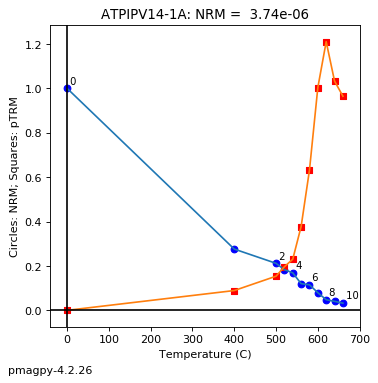 ATPIPV14-1A: NRM =  3.74e-06
Circles: NRM; Squares: pTRM
1.2
1.0
0.8
0.6
0.4
0.2
0.0
0
2
4
6
8
10
0 100 200 300 400 500 600 700
Temperature (C)
pmagpy-4.2.26